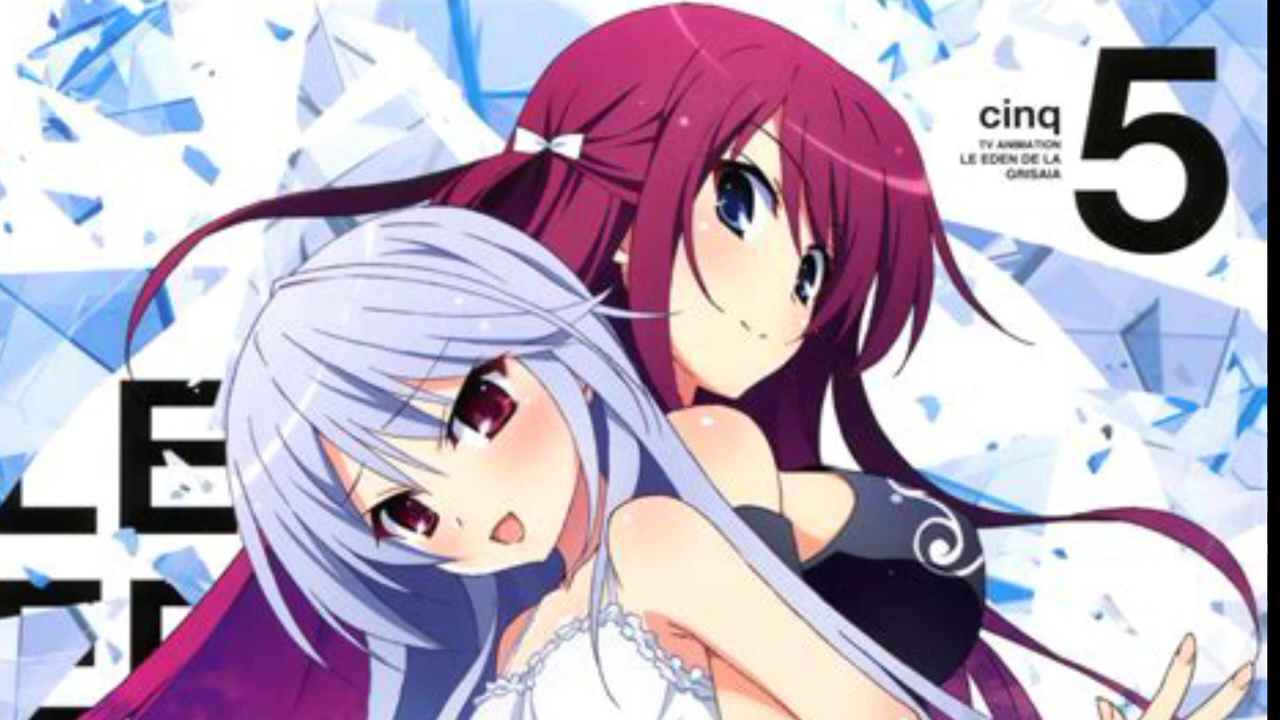 cinq
5
TV ANIMATION
LE EDEN DE LA
GRISAIA
LE